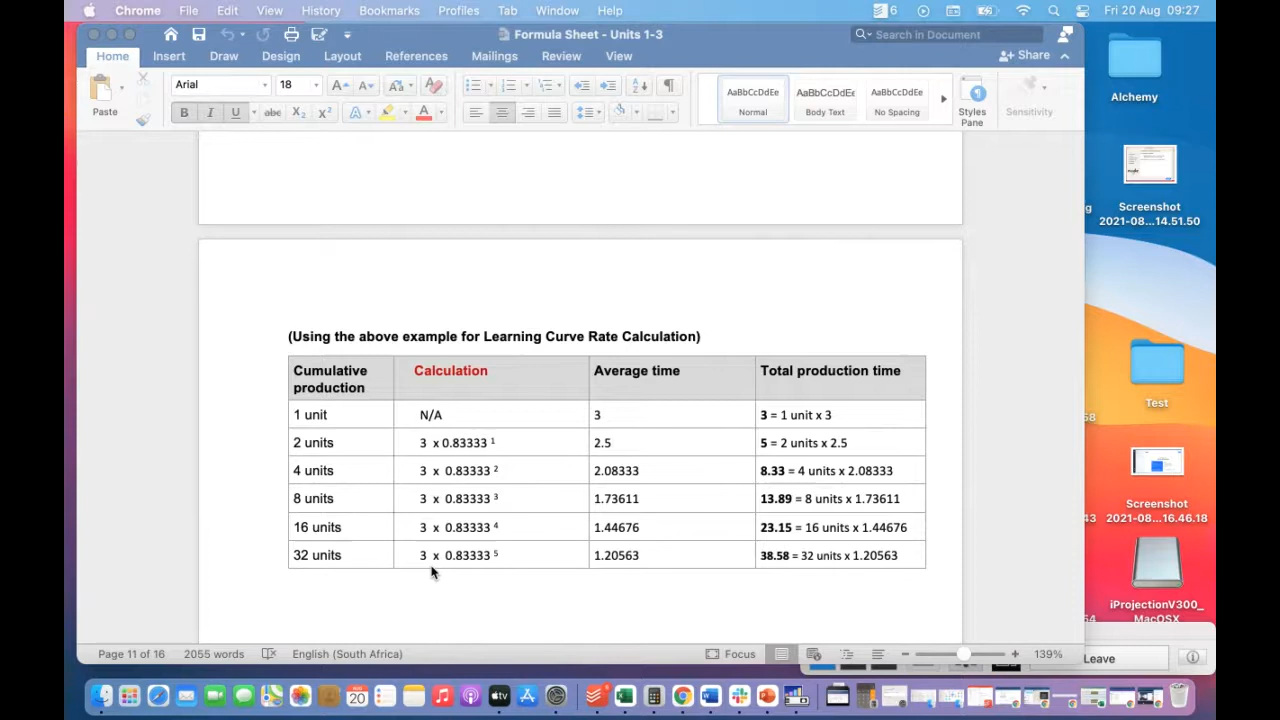 Chrome File Edit View History Bookmarks Profiles Tab Window Help 6 Fri 20 Aug 09:27
Formula Sheet - Units 1-3 Search in Document
Home Insert Draw Design Layout References Mailings Review View Share
Paste Arial 18 AaBbCcDdEe AaBbCcDdEe AaBbCcDdEe
B I U abc X₂ X² A A Normal Body Text No Spacing Styles Pane Sensitivity
Alchemy
Screenshot
2021-08...14.51.50
(Using the above example for Learning Curve Rate Calculation)
Cumulative production Calculation Average time Total production time
1 unit N/A 3 3 = 1 unit x 3
2 units 3 x 0.83333 ¹ 2.5 5 = 2 units x 2.5
4 units 3 x 0.83333 ² 2.08333 8.33 = 4 units x 2.08333
8 units 3 x 0.83333 ³ 1.73611 13.89 = 8 units x 1.73611
16 units 3 x 0.83333 ⁴ 1.44676 23.15 = 16 units x 1.44676
32 units 3 x 0.83333 ⁵ 1.20563 38.58 = 32 units x 1.20563
Test
Screenshot
2021-08...16.46.18
iProjectionV300_
MacOSX
Page 11 of 16 2055 words English (South Africa) Focus 139%
Leave
AUG
20